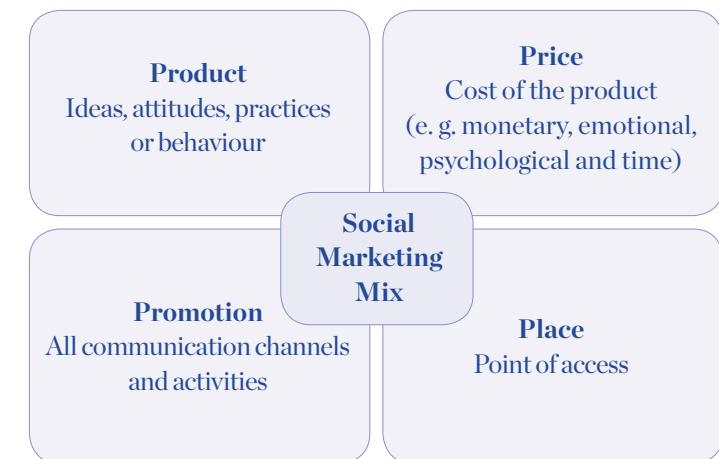 Product
Ideas, attitudes, practices
or behaviour
Price
Cost of the product
(e. g. monetary, emotional,
psychological and time)
Social
Marketing
Mix
Promotion
All communication channels
and activities
Place
Point of access